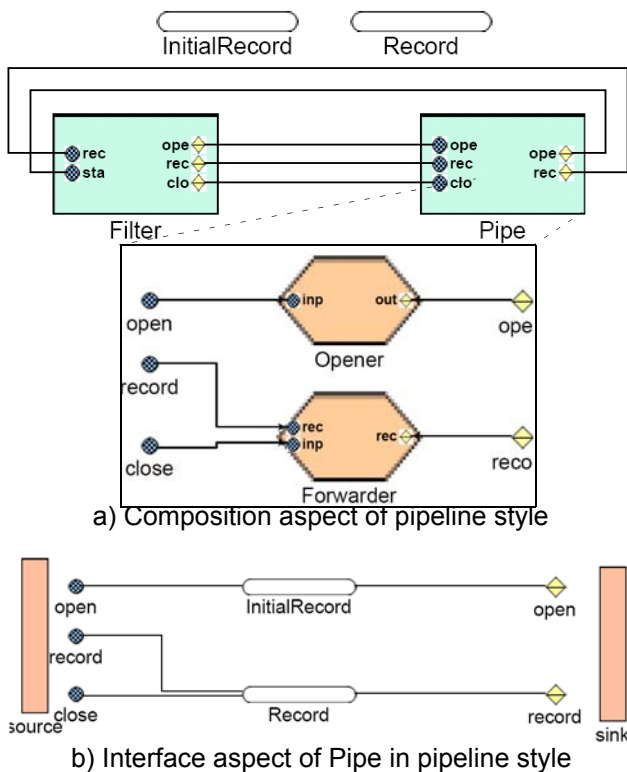 InitialRecord Record
rec ope ope ope
sta rec rec rec
clo clo
Filter Pipe
inp out
open Opener ope
record
rec rec
inp
close Forwarder reco
a) Composition aspect of pipeline style
open InitialRecord open
record
close Record record
source sink
b) Interface aspect of Pipe in pipeline style